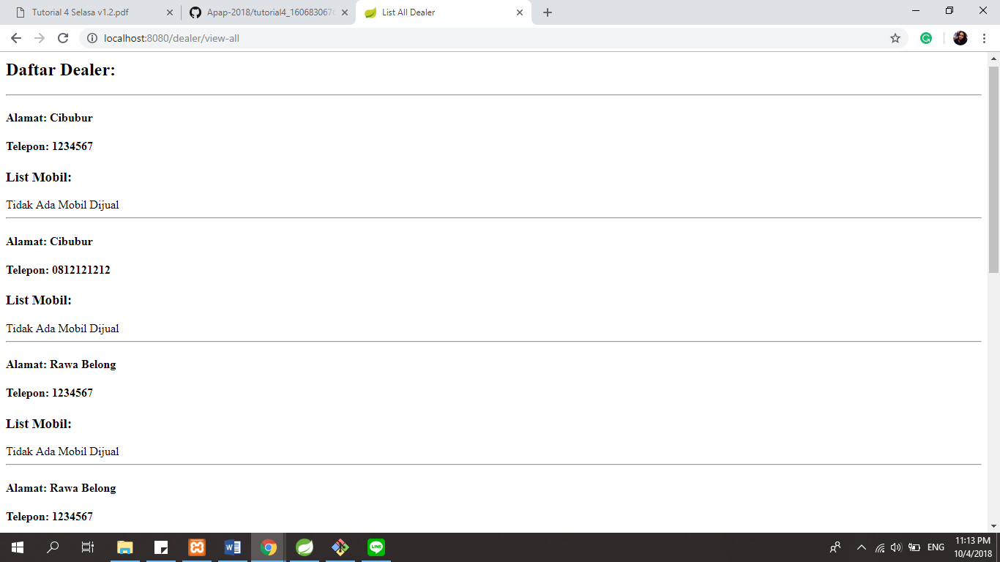 Tutorial 4 Selasa v1.2.pdf
Apap-2018/tutorial4_1606830676
List All Dealer
localhost:8080/dealer/view-all
Daftar Dealer:
Alamat: Cibubur
Telepon: 1234567
List Mobil:
Tidak Ada Mobil Dijual
Alamat: Cibubur
Telepon: 0812121212
List Mobil:
Tidak Ada Mobil Dijual
Alamat: Rawa Belong
Telepon: 1234567
List Mobil:
Tidak Ada Mobil Dijual
Alamat: Rawa Belong
Telepon: 1234567
LINE
ENG
11:13 PM
10/4/2018